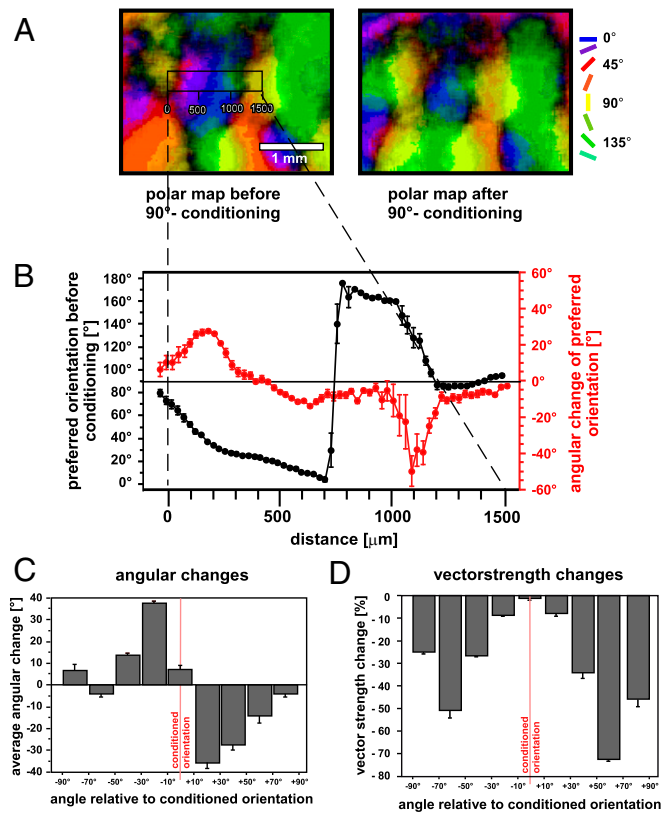 A
0
500
1000
1500
1 mm
0°
45°
90°
135°
polar map before
90°- conditioning
polar map after
90°- conditioning
B
preferred orientation before
conditioning [°]
180°
160°
140°
120°
100°
80°
60°
40°
20°
0°
60°
40°
20°
0°
-20°
-40°
-60°
angular change of preferred
orientation [°]
0
500
1000
1500
distance [µm]
C
angular changes
average angular change [°]
40
30
20
10
0
-10
-20
-30
-40
conditioned
orientation
-90°
-70°
-50°
-30°
-10°
+10°
+30°
+50°
+70°
+90°
angle relative to conditioned orientation
D
vectorstrength changes
vector strength change [%]
0
- 10
- 20
- 30
- 40
- 50
- 60
- 70
- 80
conditioned
orientation
-90°
-70°
-50°
-30°
-10°
+10°
+30°
+50°
+70°
+90°
angle relative to conditioned orientation